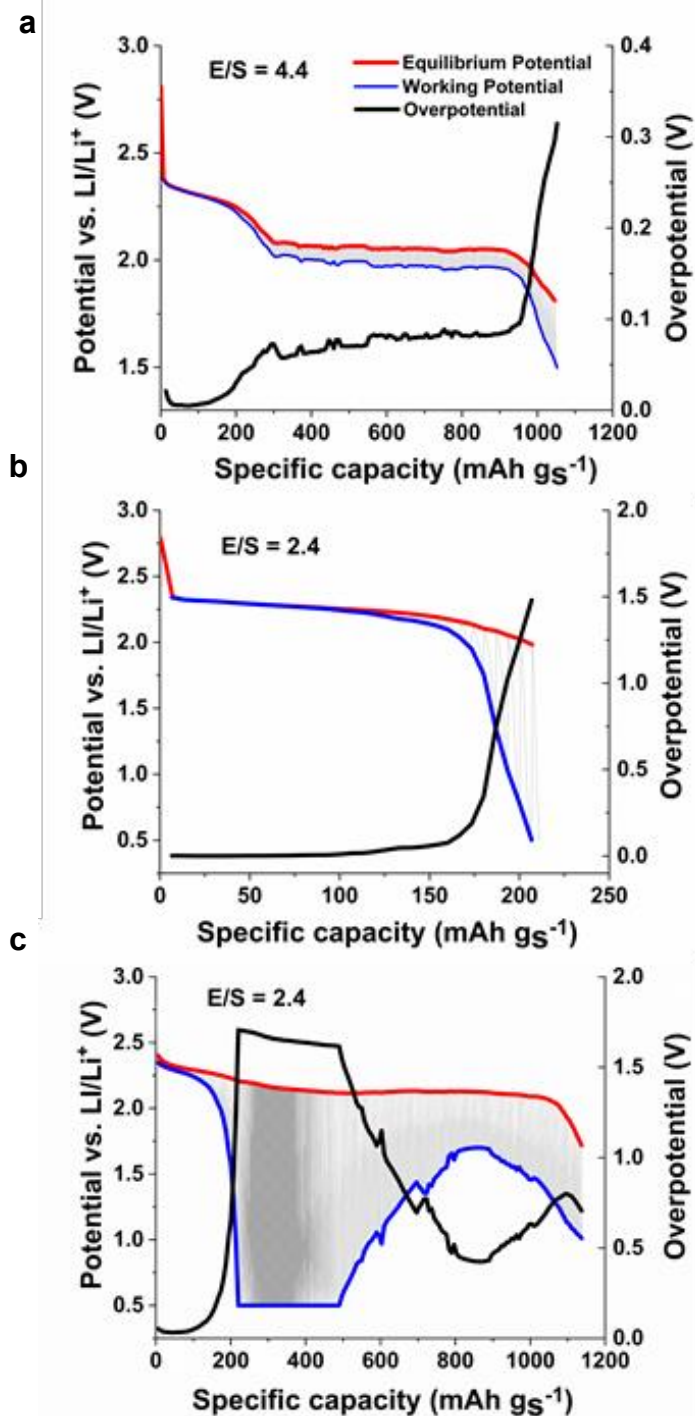 a
E/S = 4.4
Equilibrium Potential
Working Potential
Overpotential
Potential vs. LI/Li⁺ (V)
3.0
2.5
2.0
1.5
0.4
0.3
0.2
0.1
0.0
Overpotential (V)
0 200 400 600 800 1000 1200
Specific capacity (mAh gs⁻¹)
b
E/S = 2.4
Potential vs. LI/Li⁺ (V)
3.0
2.5
2.0
1.5
1.0
0.5
2.0
1.5
1.0
0.5
0.0
Overpotential (V)
0 50 100 150 200 250
Specific capacity (mAh gs⁻¹)
c
E/S = 2.4
Potential vs. LI/Li⁺ (V)
3.0
2.5
2.0
1.5
1.0
0.5
2.0
1.5
1.0
0.5
0.0
Overpotential (V)
0 200 400 600 800 1000 1200
Specific capacity (mAh gs⁻¹)